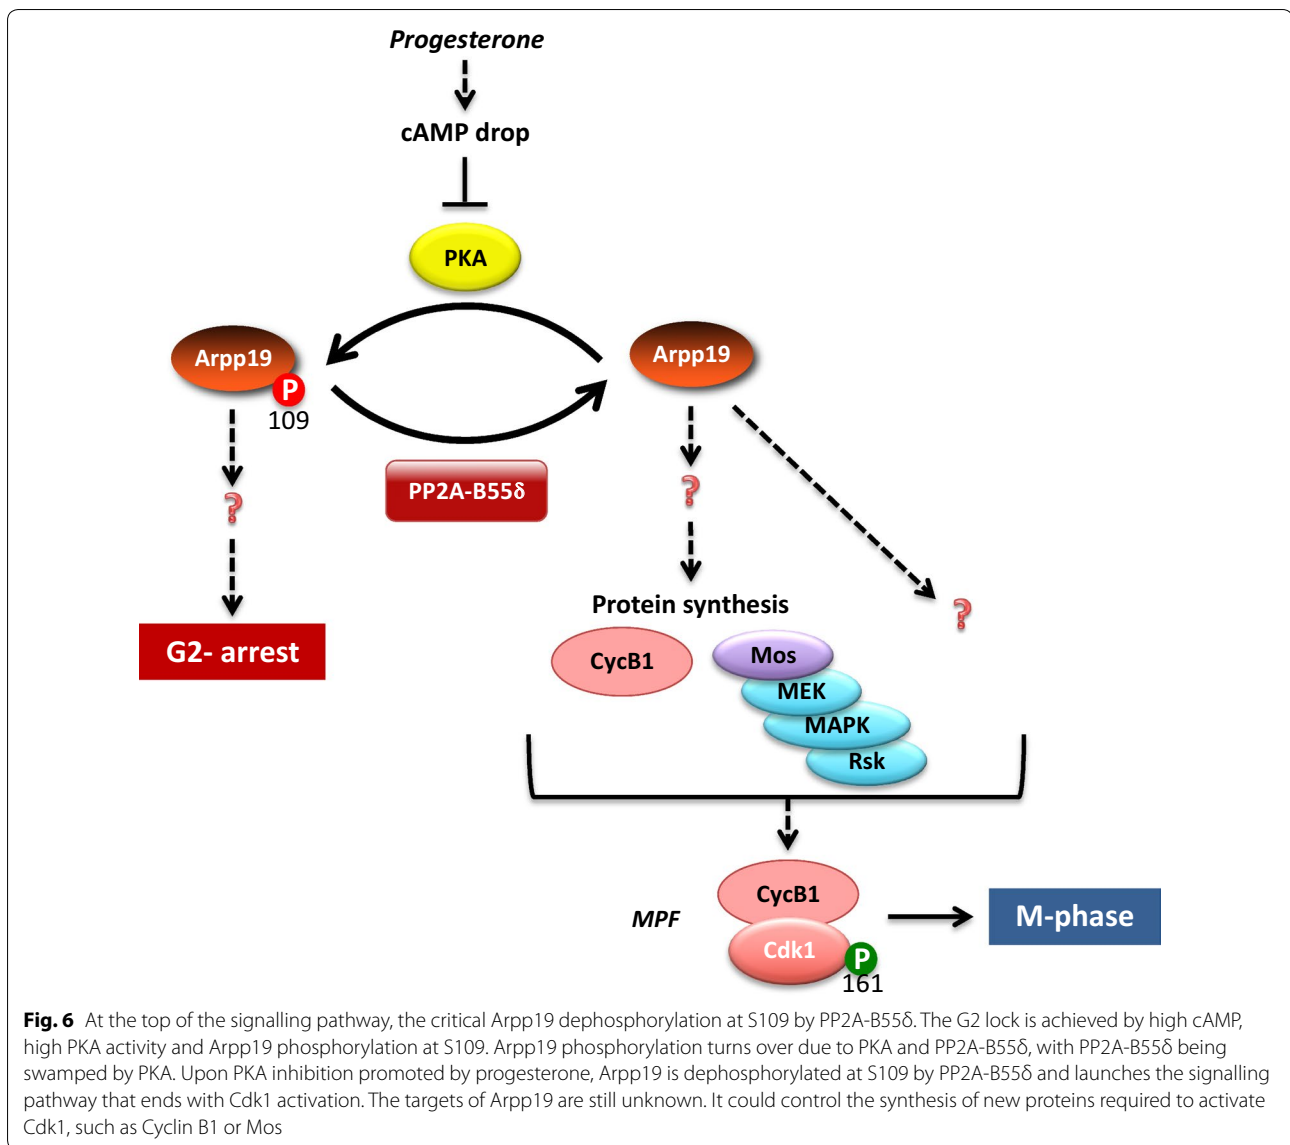 Progesterone
cAMP drop
PKA
Arpp19
P
109
Arpp19
PP2A-B55δ
?
?
?
G2- arrest
Protein synthesis
CycB1
Mos
MEK
MAPK
Rsk
MPF
CycB1
Cdk1
P
161
M-phase
Fig. 6 At the top of the signalling pathway, the critical Arpp19 dephosphorylation at S109 by PP2A-B55δ. The G2 lock is achieved by high cAMP,
high PKA activity and Arpp19 phosphorylation at S109. Arpp19 phosphorylation turns over due to PKA and PP2A-B55δ, with PP2A-B55δ being
swamped by PKA. Upon PKA inhibition promoted by progesterone, Arpp19 is dephosphorylated at S109 by PP2A-B55δ and launches the signalling
pathway that ends with Cdk1 activation. The targets of Arpp19 are still unknown. It could control the synthesis of new proteins required to activate
Cdk1, such as Cyclin B1 or Mos